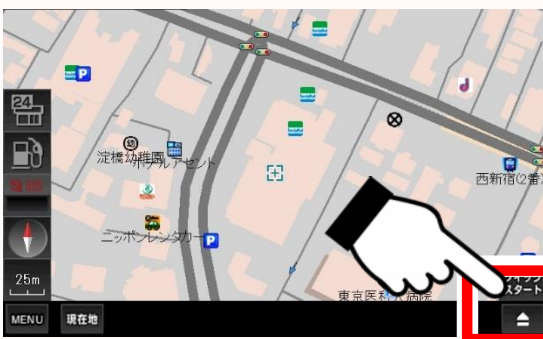 24
P
幼
淀橋幼稚園
ホテルアセント
西新宿(2番)
ニッポンレンタカー
P
25m
東京医科大病院
スタート
MENU
現在地